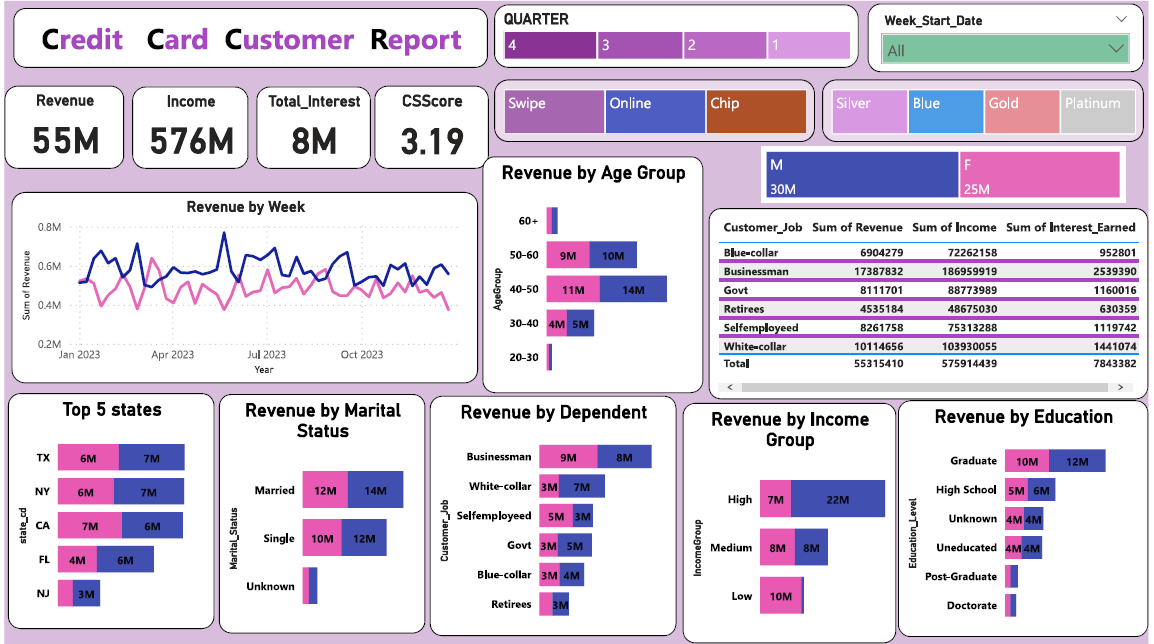 Credit Card Customer Report
QUARTER
4 3 2 1
Week_Start_Date
All
Revenue
55M
Income
576M
Total_Interest
8M
CSScore
3.19
Swipe Online Chip
Silver Blue Gold Platinum
M F
30M 25M
Revenue by Week
Sum of Revenue
0.8M
0.6M
0.4M
0.2M
Jan 2023 Apr 2023 Jul 2023 Oct 2023
Year
Revenue by Age Group
AgeGroup
60+
50-60 9M 10M
40-50 11M 14M
30-40 4M 5M
20-30
Customer_Job Sum of Revenue Sum of Income Sum of Interest_Earned
Blue-collar 6904279 72262158 952801
Businessman 17387832 186959919 2539390
Govt 8111701 88773989 1160016
Retirees 4535184 48675030 630359
Selfemployeed 8261758 75313288 1119742
White-collar 10114656 103930055 1441074
Total 55315410 575914439 7843382
Top 5 states
state_cd
TX 6M 7M
NY 6M 7M
CA 7M 6M
FL 4M 6M
NJ 3M
Revenue by Marital
Status
Marital_Status
Married 12M 14M
Single 10M 12M
Unknown
Revenue by Dependent
Customer_Job
Businessman 9M 8M
White-collar 3M 7M
Selfemployeed 5M 3M
Govt 3M 5M
Blue-collar 3M 4M
Retirees 3M
Revenue by Income
Group
IncomeGroup
High 7M 22M
Medium 8M 8M
Low 10M
Revenue by Education
Education_Level
Graduate 10M 12M
High School 5M 6M
Unknown 4M 4M
Uneducated 4M 4M
Post-Graduate
Doctorate